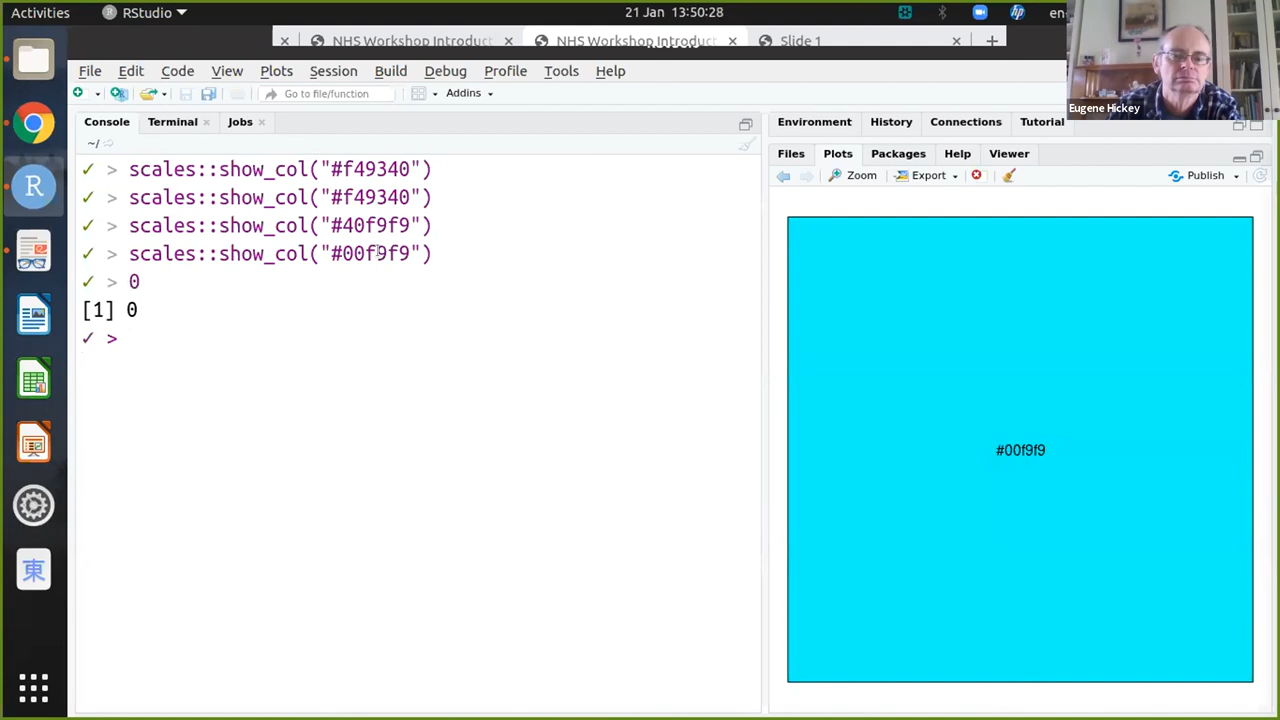 Activities
RStudio
21 Jan 13:50:28
en
NHS Workshop Introduct
NHS Workshop Introduct
Slide 1
File Edit Code View Plots Session Build Debug Profile Tools Help
Go to file/function
Addins
Eugene Hickey
Console Terminal Jobs
~/
> scales::show_col("#f49340")
> scales::show_col("#f49340")
> scales::show_col("#40f9f9")
> scales::show_col("#00f9f9")
> 0
[1] 0
>
Environment History Connections Tutorial
Files Plots Packages Help Viewer
Zoom Export Publish
#00f9f9
東